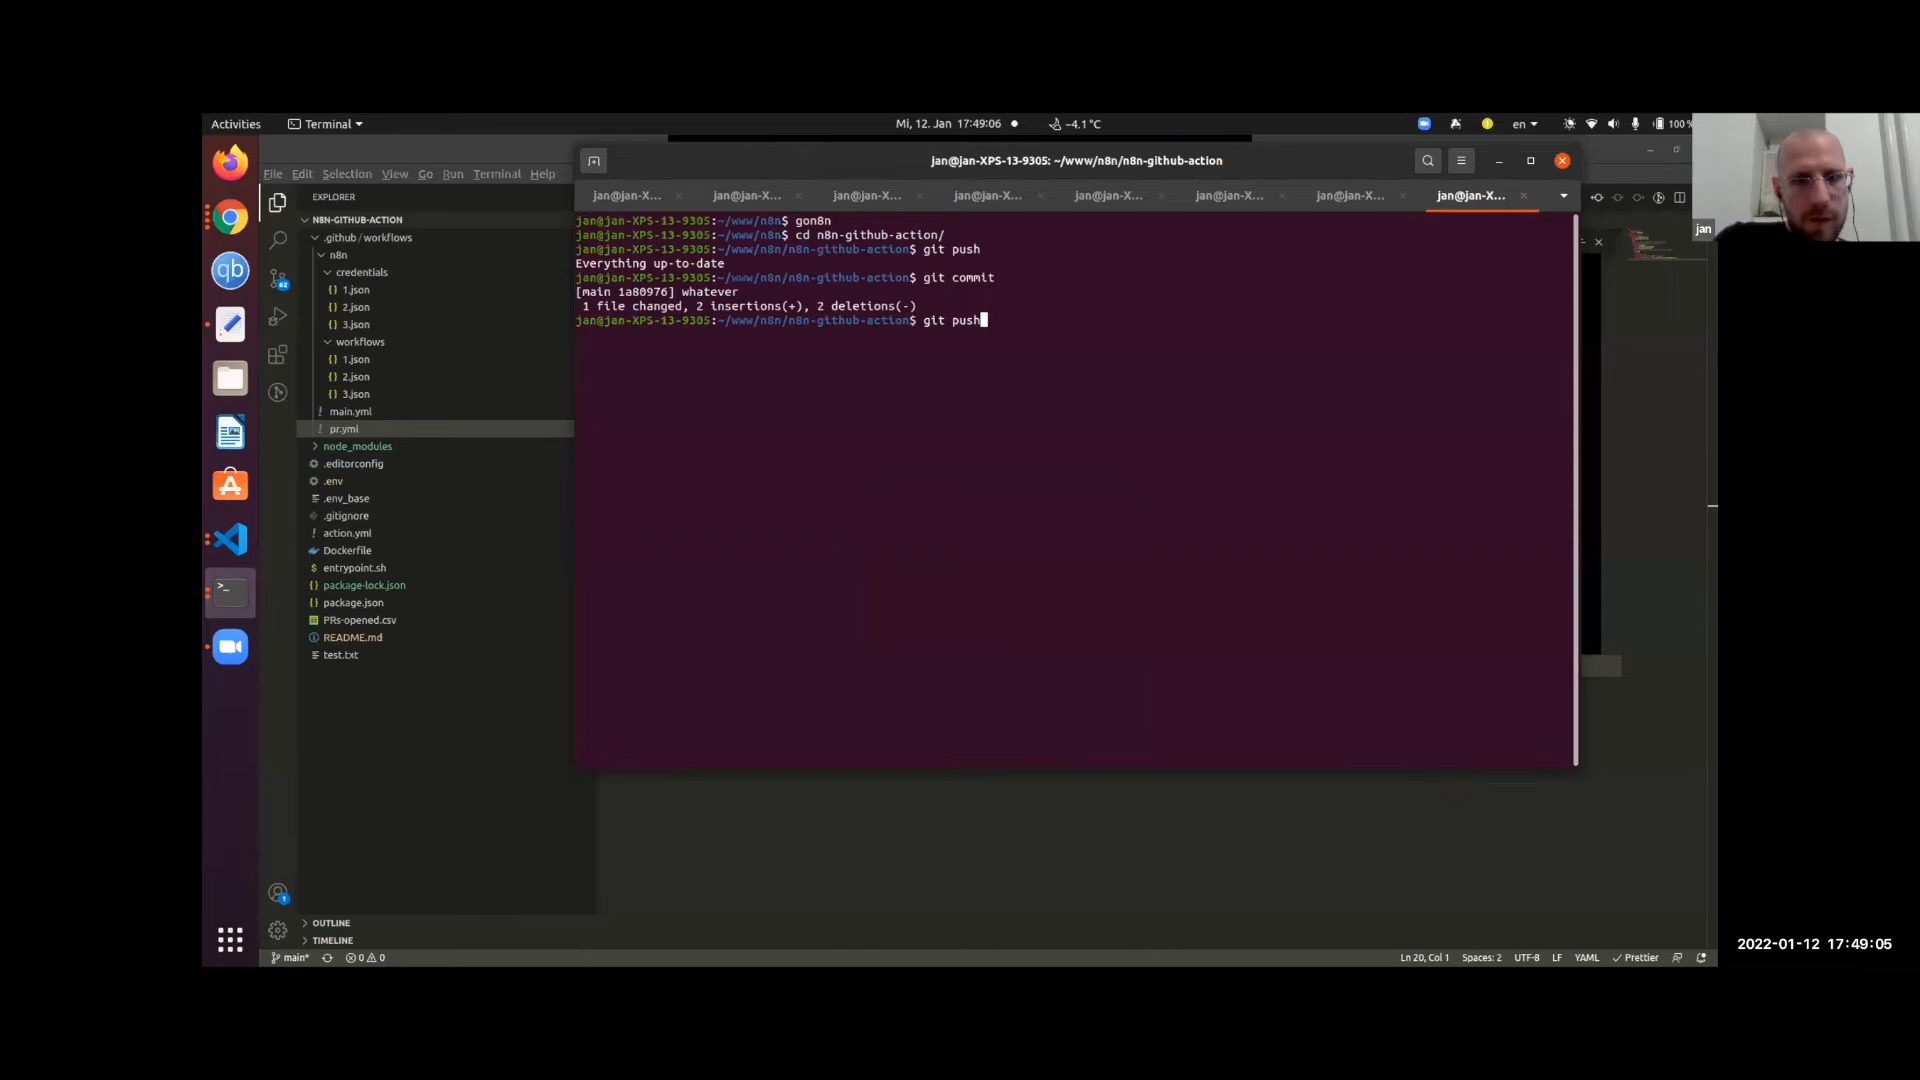 Activities
Terminal
Mi, 12. Jan 17:49:06
−4.1 °C
en
100 %
jan@jan-XPS-13-9305: ~/www/n8n/n8n-github-action
File Edit Selection View Go Run Terminal Help
jan@jan-X... jan@jan-X... jan@jan-X... jan@jan-X... jan@jan-X... jan@jan-X... jan@jan-X... jan@jan-X...
EXPLORER
N8N-GITHUB-ACTION
.github / workflows
n8n
credentials
1.json
2.json
3.json
workflows
1.json
2.json
3.json
main.yml
pr.yml
node_modules
.editorconfig
.env
.env_base
.gitignore
action.yml
Dockerfile
entrypoint.sh
package-lock.json
package.json
PRs-opened.csv
README.md
test.txt
OUTLINE
TIMELINE
qb
62
1
jan@jan-XPS-13-9305:~/www/n8n$ gon8n
jan@jan-XPS-13-9305:~/www/n8n$ cd n8n-github-action/
jan@jan-XPS-13-9305:~/www/n8n/n8n-github-action$ git push
Everything up-to-date
jan@jan-XPS-13-9305:~/www/n8n/n8n-github-action$ git commit
[main 1a80976] whatever
1 file changed, 2 insertions(+), 2 deletions(-)
jan@jan-XPS-13-9305:~/www/n8n/n8n-github-action$ git push
jan
main*
0 0
Ln 20, Col 1
Spaces: 2
UTF-8
LF
YAML
Prettier
2022-01-12 17:49:05